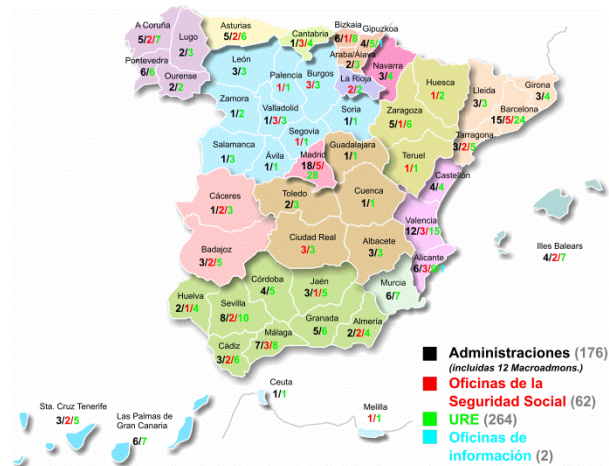 A Coruña
5/2/7
Lugo
2/3
Pontevedra
6/6
Ourense
2/2
Asturias
5/2/6
Cantabria
1/3/4
Bizkaia
6/1/8
Gipuzkoa
4/5/1
Araba/Álava
2/3
Navarra
3/4
La Rioja
2/2
León
3/3
Palencia
1/1
Burgos
3/3
Zamora
1/2
Valladolid
1/3/3
Soria
1/1
Segovia
1/1
Salamanca
1/3
Ávila
1/1
Madrid
18/5/
28
Guadalajara
1/1
Huesca
1/2
Zaragoza
5/1/6
Teruel
1/1
Lleida
3/3
Girona
3/4
Barcelona
15/5/24
Tarragona
3/2/5
Castellón
4/4
Valencia
12/3/15
Alicante
6/3/
Illes Balears
4/2/7
Cáceres
1/2/3
Badajoz
3/2/5
Toledo
2/3
Cuenca
1/1
Ciudad Real
3/3
Albacete
3/3
Murcia
6/7
Huelva
2/1/4
Sevilla
8/2/10
Córdoba
4/5
Jaén
3/1/5
Granada
5/6
Almería
2/2/4
Cádiz
3/2/6
Málaga
7/3/8
Ceuta
1/1
Melilla
1/1
Sta. Cruz Tenerife
3/2/5
Las Palmas de
Gran Canaria
6/7
Administraciones (176)
(incluidas 12 Macroadmons.)
Oficinas de la
Seguridad Social (62)
URE (264)
Oficinas de
información (2)